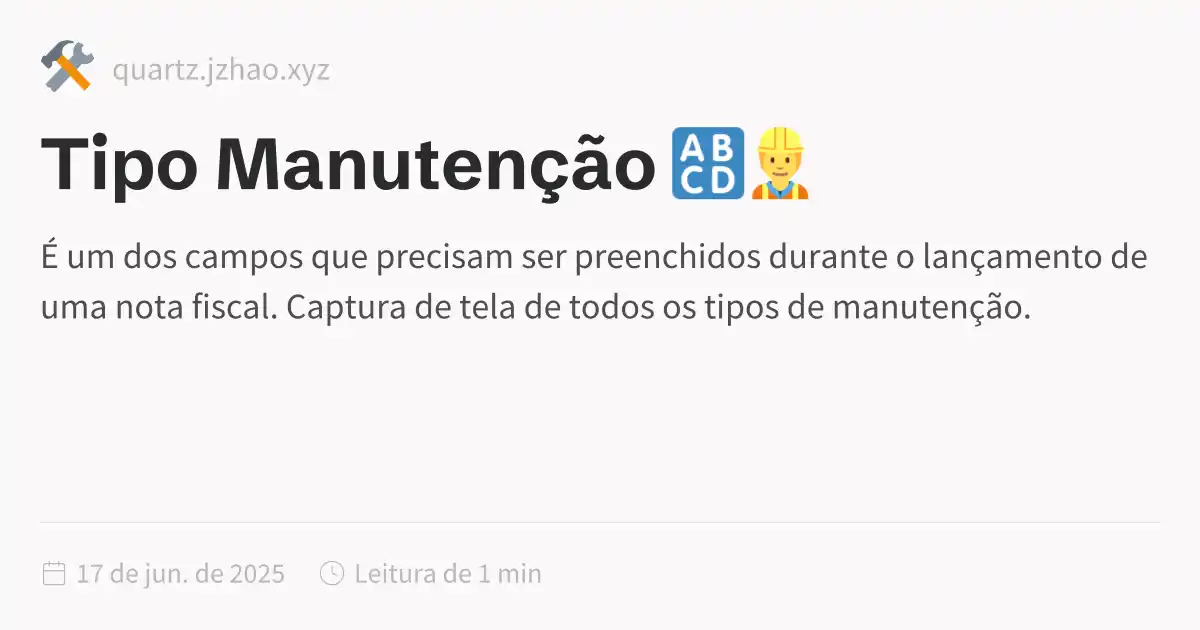 quartz.jzhao.xyz
Tipo Manutenção 🔠👷
É um dos campos que precisam ser preenchidos durante o lançamento de
uma nota fiscal. Captura de tela de todos os tipos de manutenção.
17 de jun. de 2025
Leitura de 1 min